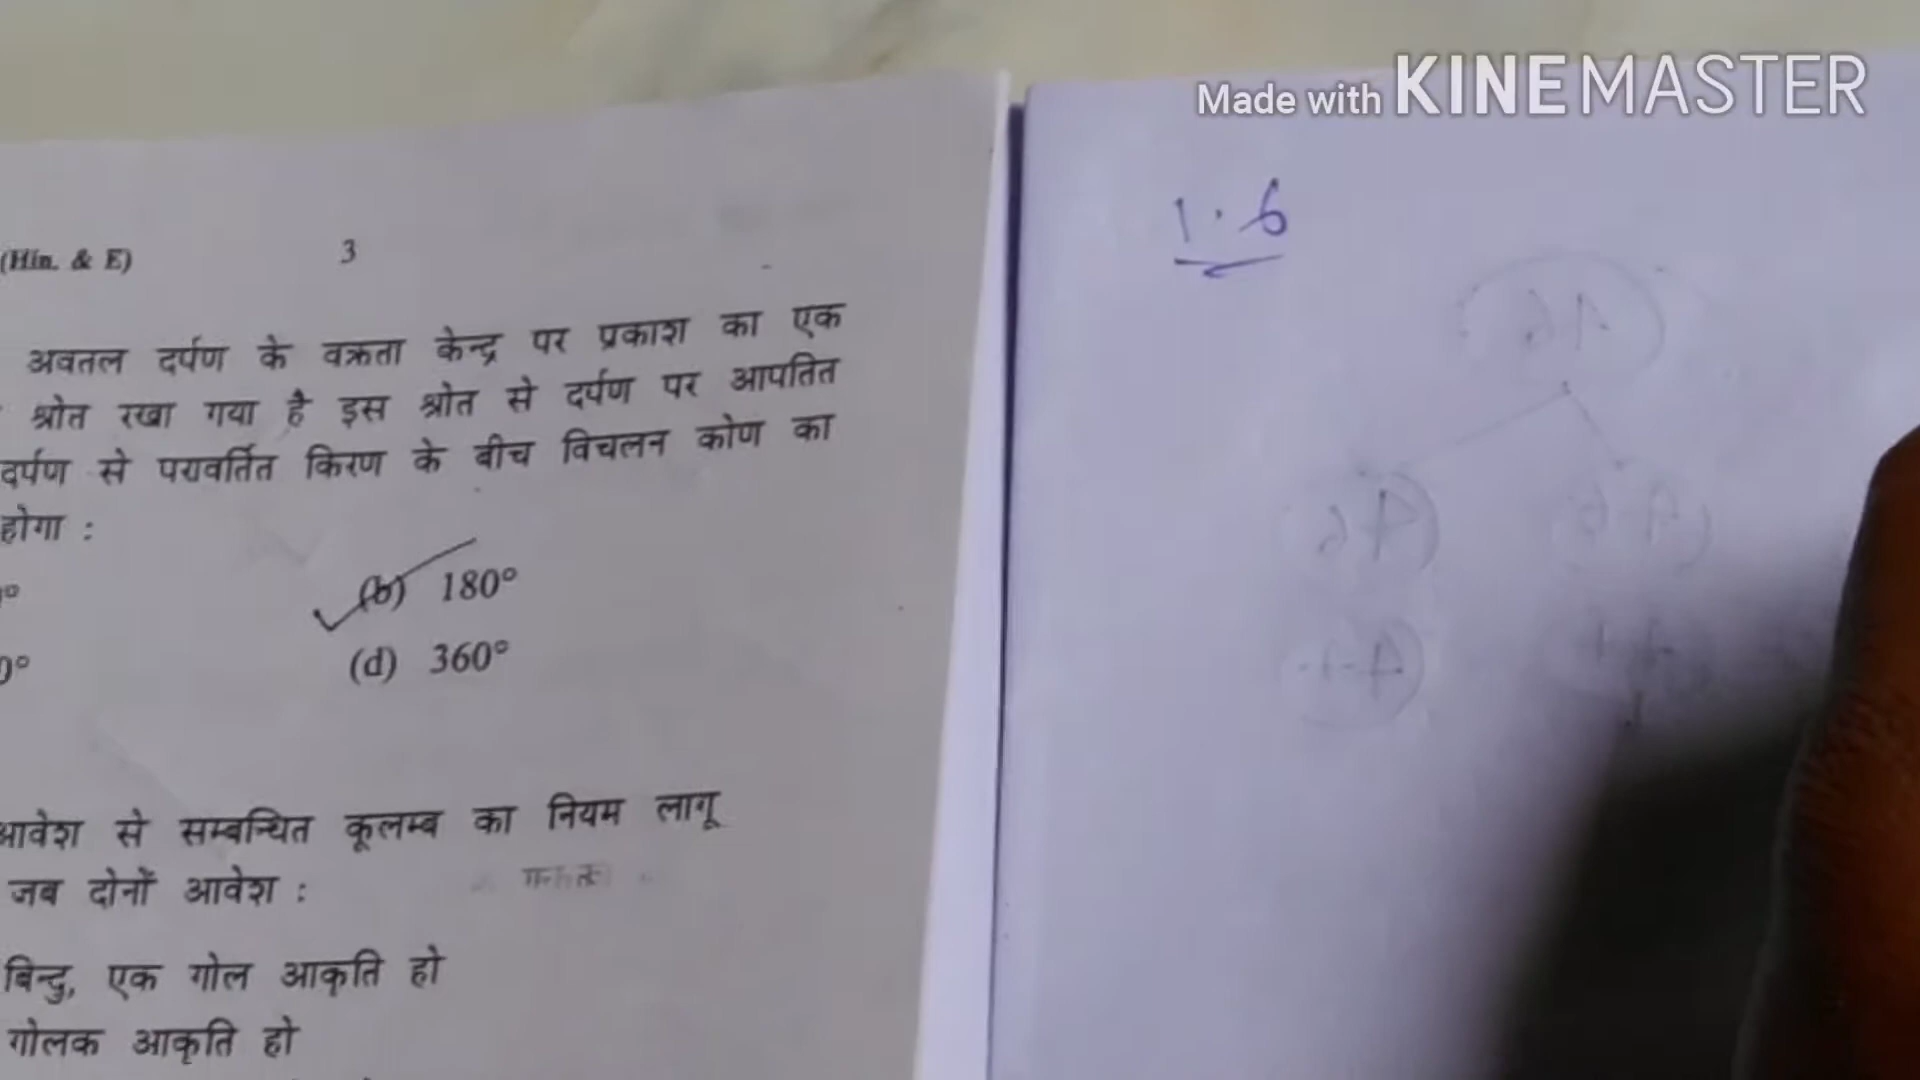 Made with KINEMASTER
(Hin. & E) 3
अवतल दर्पण के वक्रता केन्द्र पर प्रकाश का एक
श्रोत रखा गया है इस श्रोत से दर्पण पर आपतित
दर्पण से परावर्तित किरण के बीच विचलन कोण का
होगा :
(b) 180°
0°
(d) 360°
आवेश से सम्बन्धित कूलम्ब का नियम लागू
जब दोनों आवेश :
बिन्दु, एक गोल आकृति हो
गोलक आकृति हो
1.6